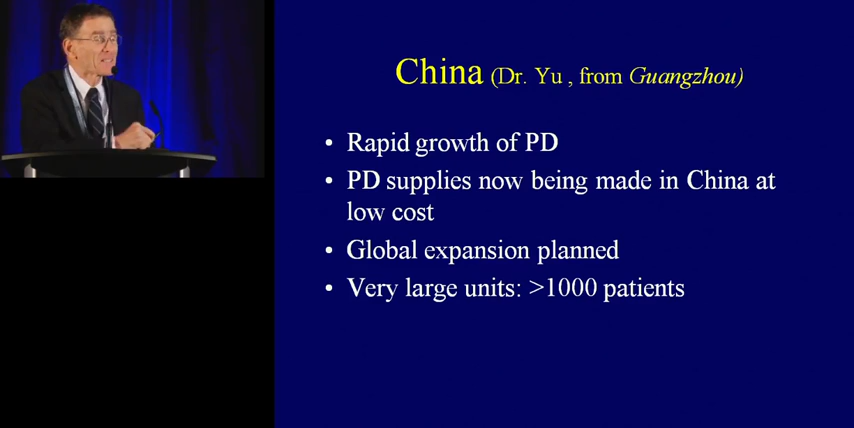 China (Dr. Yu , from Guangzhou)
• Rapid growth of PD
• PD supplies now being made in China at
low cost
• Global expansion planned
• Very large units: >1000 patients